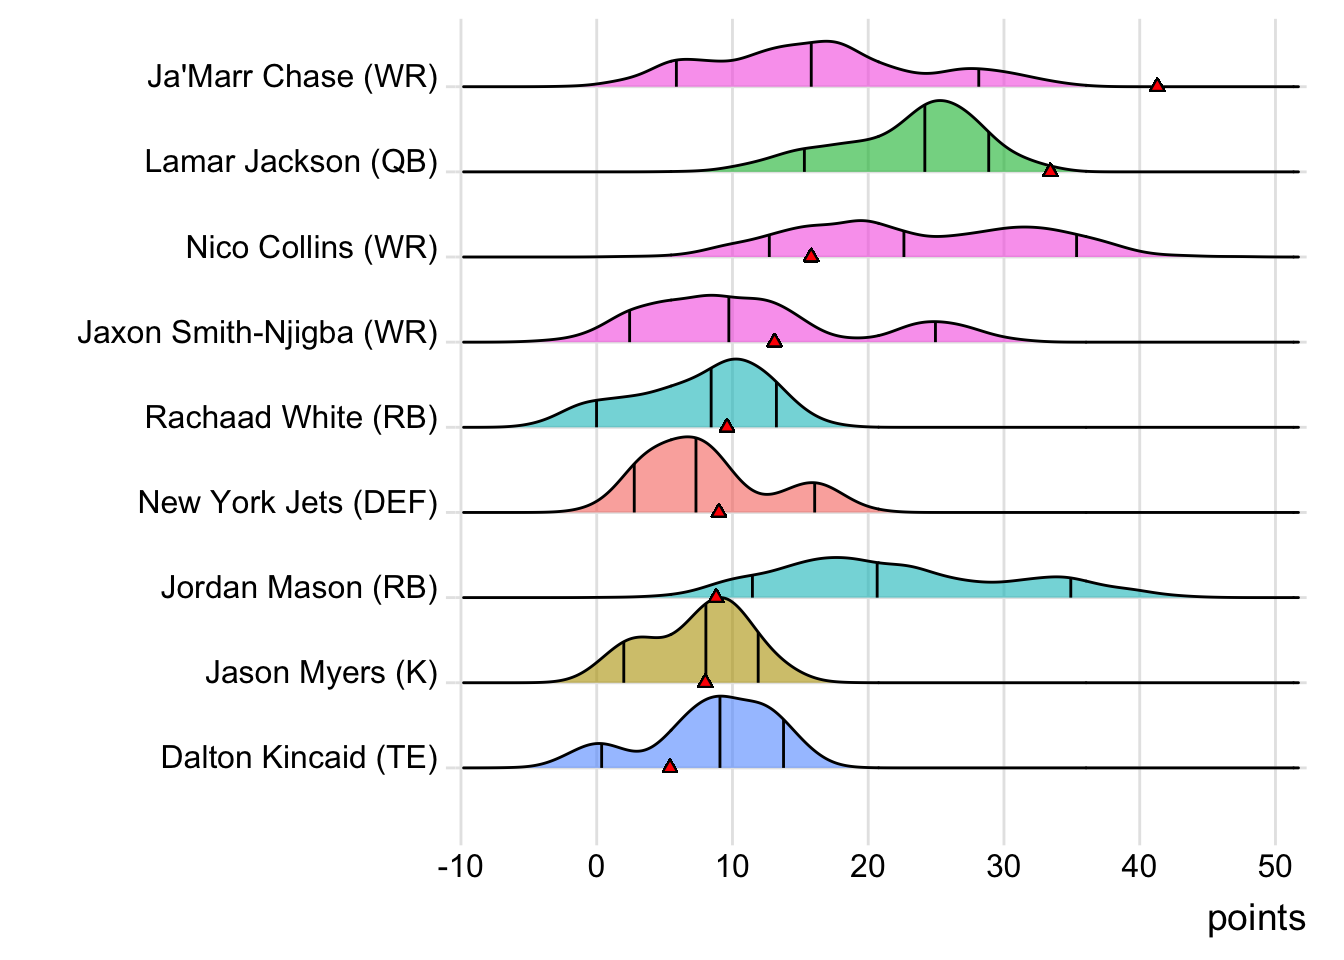 Ja'Marr Chase (WR)
Lamar Jackson (QB)
Nico Collins (WR)
Jaxon Smith-Njigba (WR)
Rachaad White (RB)
New York Jets (DEF)
Jordan Mason (RB)
Jason Myers (K)
Dalton Kincaid (TE)
-10 0 10 20 30 40 50
points